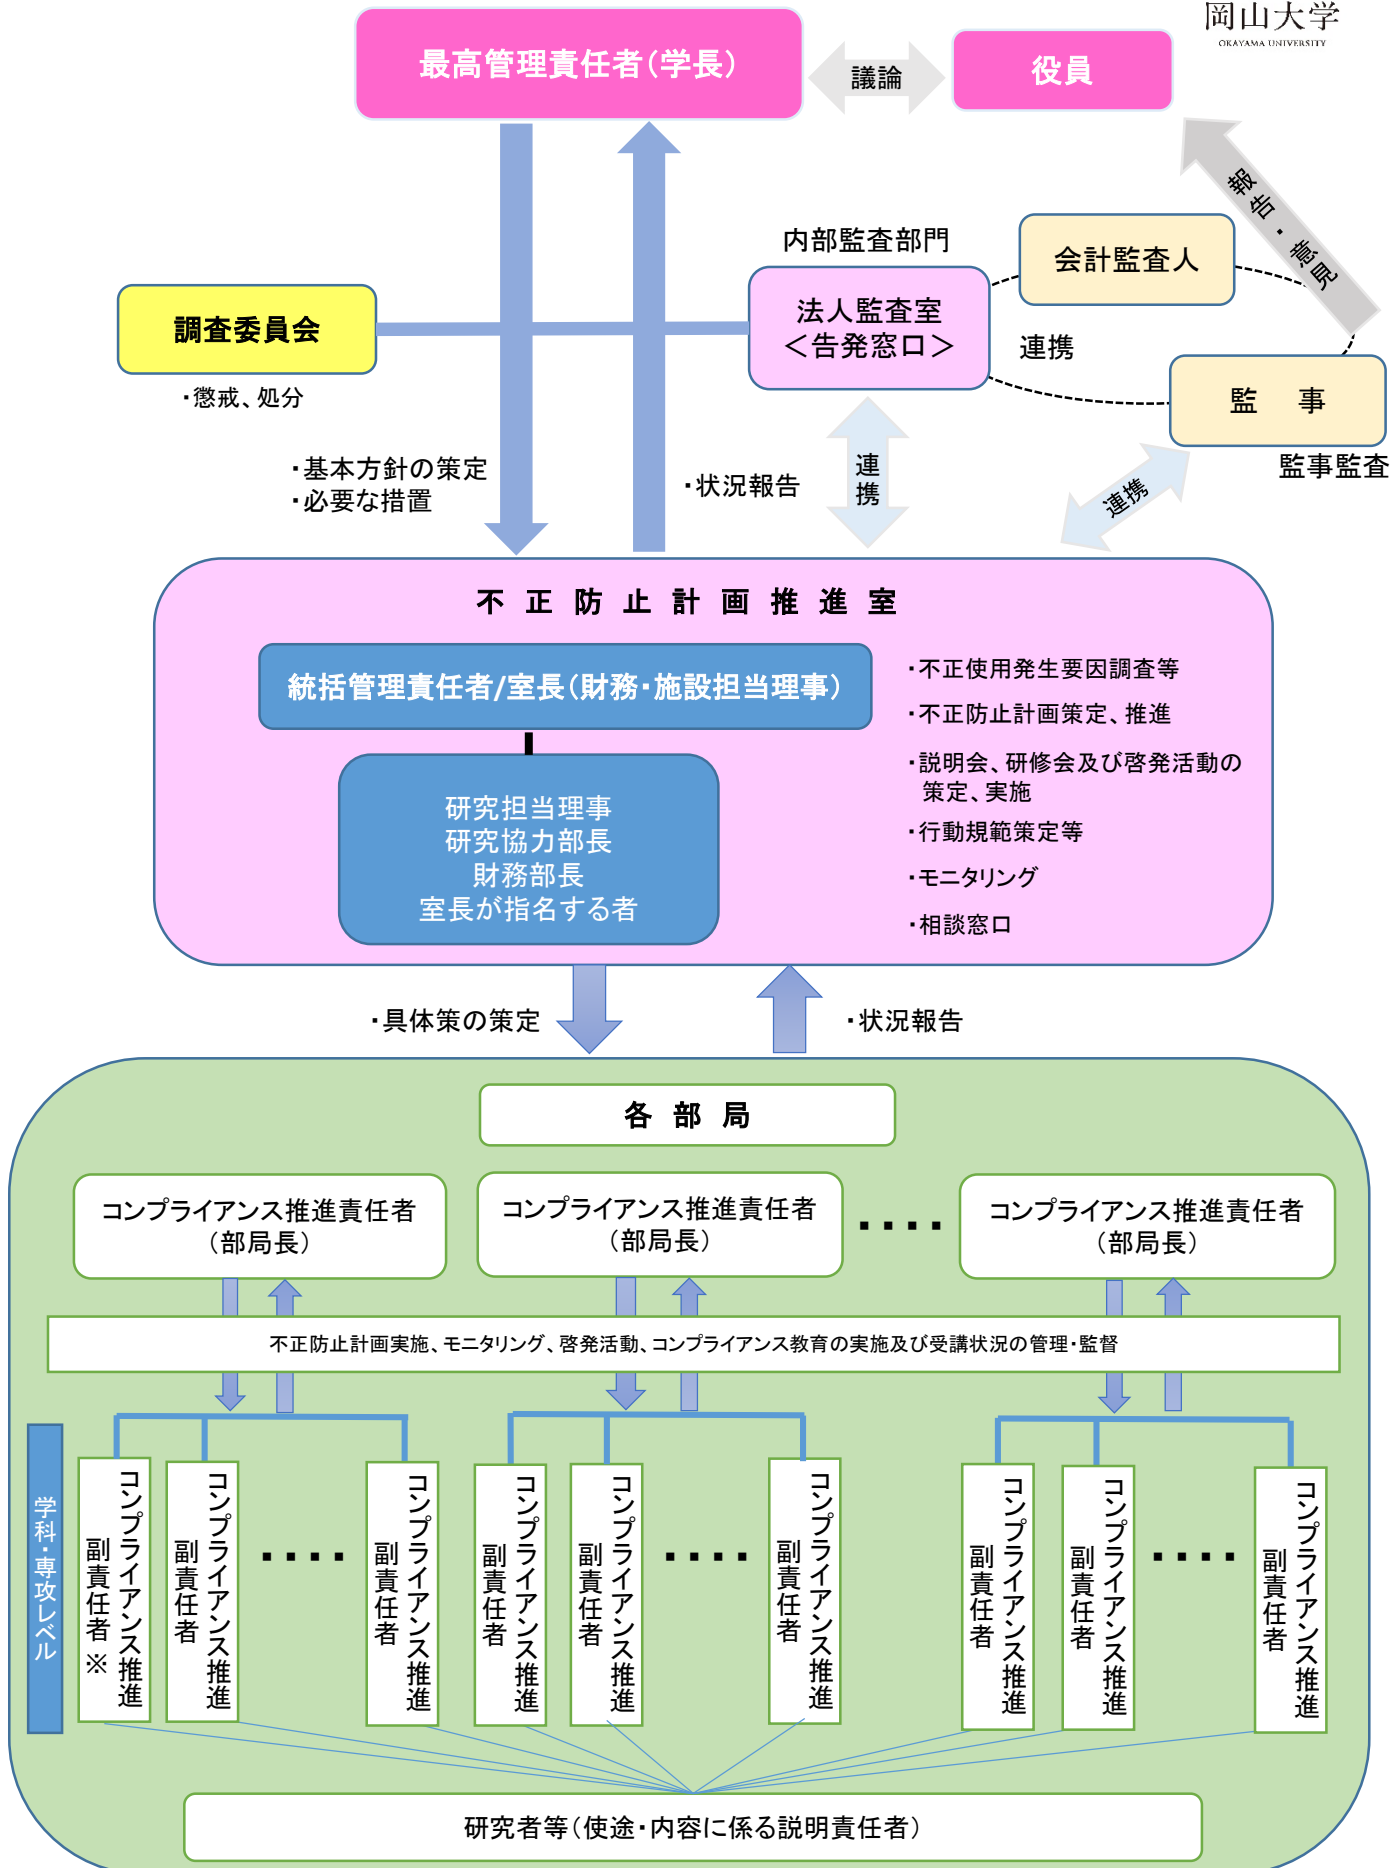 岡山大学
OKAYAMA UNIVERSITY
最高管理責任者（学長）
議論
役員
報告・意見
内部監査部門
会計監査人
法人監査室
＜告発窓口＞
連携
調査委員会
・懲戒、処分
監　事
監事監査
・基本方針の策定
・必要な措置
・状況報告
連携
連携
不正防止計画推進室
統括管理責任者/室長（財務・施設担当理事）
研究担当理事
研究協力部長
財務部長
室長が指名する者
・不正使用発生要因調査等
・不正防止計画策定、推進
・説明会、研修会及び啓発活動の
策定、実施
・行動規範策定等
・モニタリング
・相談窓口
・具体策の策定
・状況報告
各部局
コンプライアンス推進責任者
（部局長）
コンプライアンス推進責任者
（部局長）
・・・・
コンプライアンス推進責任者
（部局長）
不正防止計画実施、モニタリング、啓発活動、コンプライアンス教育の実施及び受講状況の管理・監督
学科・専攻レベル
コンプライアンス推進
副責任者※
コンプライアンス推進
副責任者
・・・・
コンプライアンス推進
副責任者
コンプライアンス推進
副責任者
コンプライアンス推進
副責任者
・・・・
コンプライアンス推進
副責任者
コンプライアンス推進
副責任者
コンプライアンス推進
副責任者
・・・・
コンプライアンス推進
副責任者
研究者等（使途・内容に係る説明責任者）